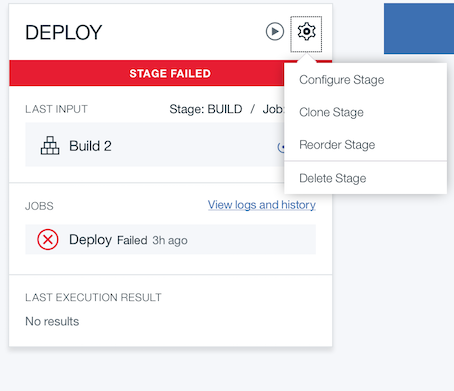 DEPLOY
STAGE FAILED
Configure Stage
Clone Stage
Reorder Stage
Delete Stage
LAST INPUT Stage: BUILD / Job:
Build 2
JOBS View logs and history
Deploy Failed 3h ago
LAST EXECUTION RESULT
No results